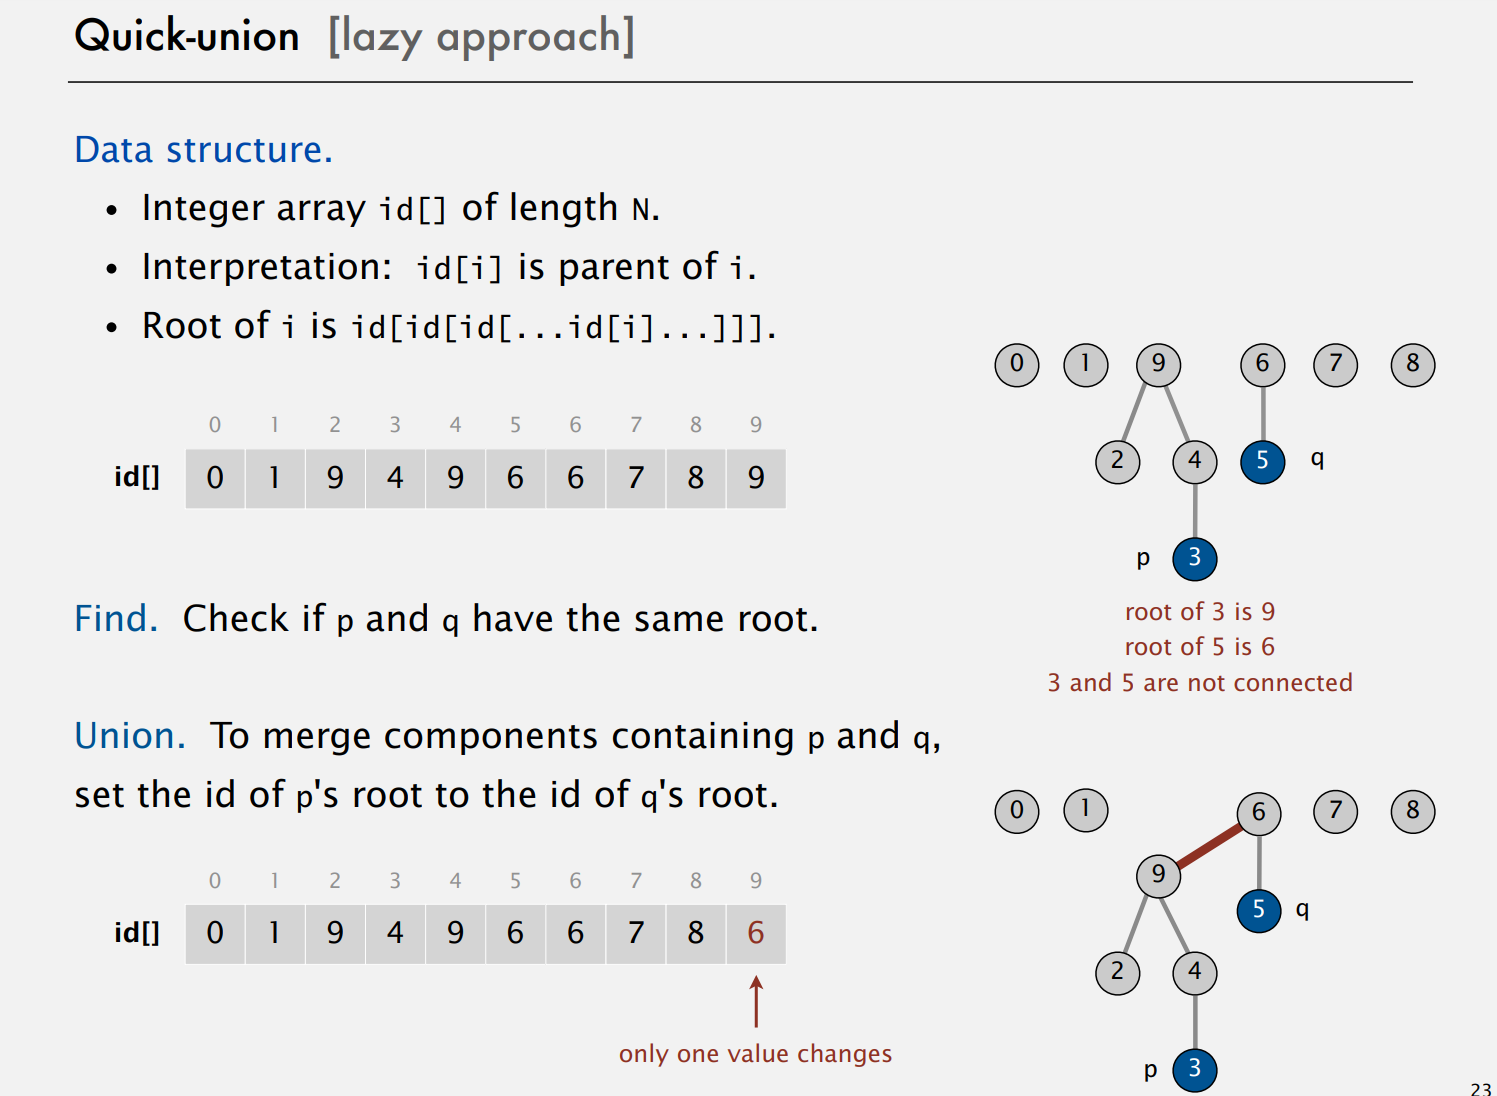 Quick-union [lazy approach]
Data structure.
• Integer array id[] of length N.
• Interpretation: id[i] is parent of i.
• Root of i is id[id[id[...id[i]...]]].
0 1 2 3 4 5 6 7 8 9
id[] 0 1 9 4 9 6 6 7 8 9
0 1 9 6 7 8
2 4 5 q
p 3
root of 3 is 9
root of 5 is 6
3 and 5 are not connected
Find. Check if p and q have the same root.
Union. To merge components containing p and q,
set the id of p's root to the id of q's root.
0 1 2 3 4 5 6 7 8 9
id[] 0 1 9 4 9 6 6 7 8 6
only one value changes
0 1 6 7 8
9
5 q
2 4
p 3
23